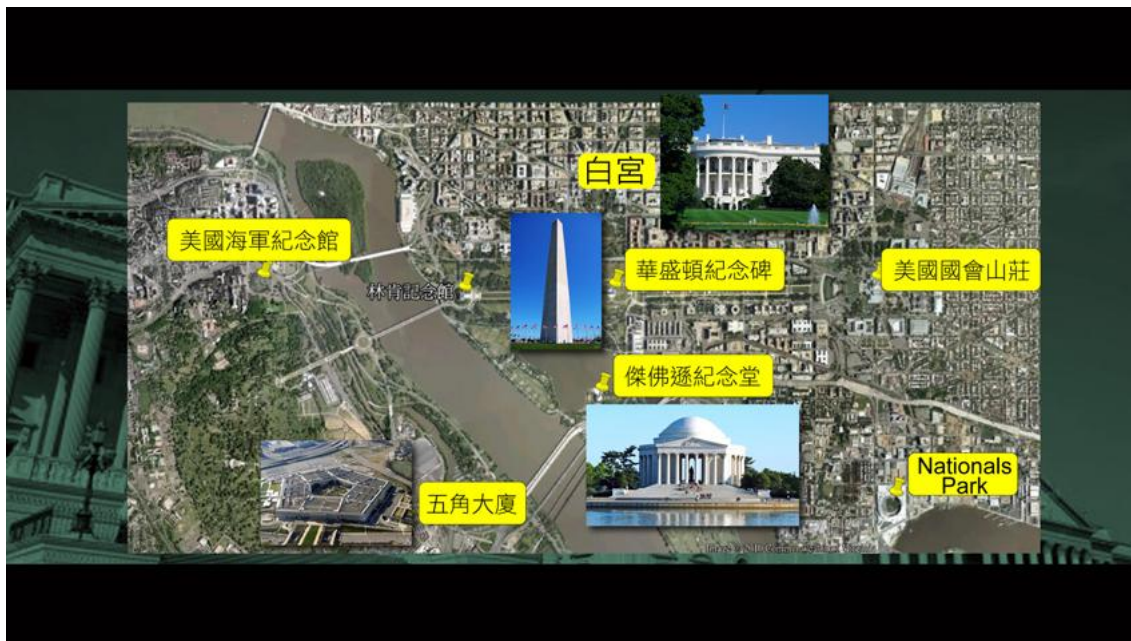 白宮
美國海軍紀念館
華盛頓紀念碑
美國國會山莊
林肯記念館
傑佛遜紀念堂
Nationals
Park
五角大廈